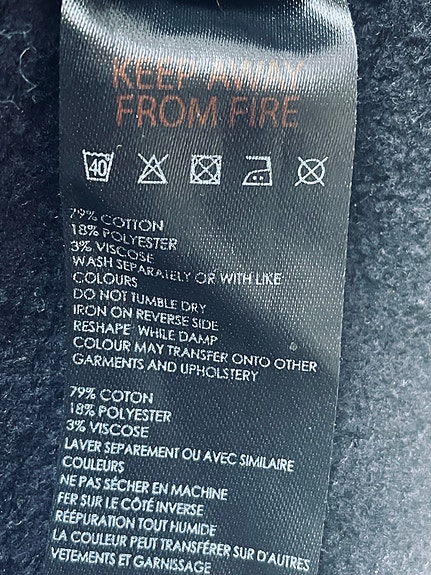 KEEP AWAY
FROM FIRE
40°
79% COTTON
18% POLYESTER
3% VISCOSE
WASH SEPARATELY OR WITH LIKE
COLOURS
DO NOT TUMBLE DRY
IRON ON REVERSE SIDE
RESHAPE WHILE DAMP
COLOUR MAY TRANSFER ONTO OTHER
GARMENTS AND UPHOLSTERY
79% COTON
18% POLYESTER
3% VISCOSE
LAVER SEPAREMENT OU AVEC SIMILAIRE
COULEURS
NE PAS SÉCHER EN MACHINE
FER SUR LE CÔTÉ INVERSE
RÉÉPURATION TOUT HUMIDE
LA COULEUR PEUT TRANSFÉRER SUR D'AUTRES
VETEMENTS ET GARNISSAGE